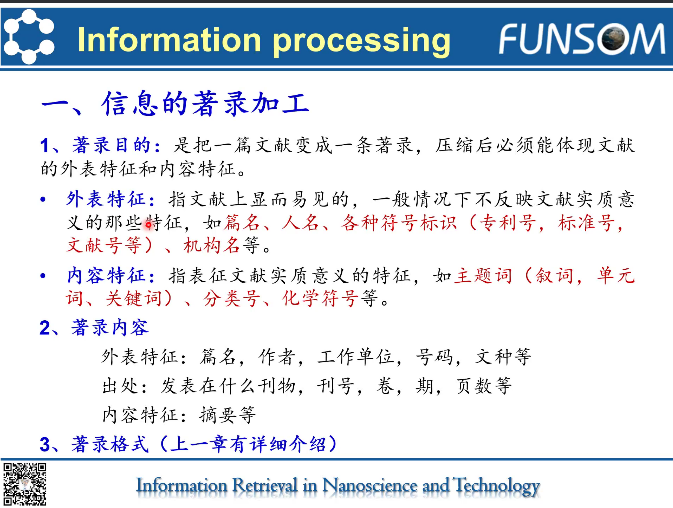 Information processing
FUNSOM
一、信息的著录加工
1、著录目的：是把一篇文献变成一条著录，压缩后必须能体现文献
的外表特征和内容特征。
• 外表特征：指文献上显而易见的，一般情况下不反映文献实质意
义的那些特征，如篇名、人名、各种符号标识（专利号，标准号，
文献号等）、机构名等。
• 内容特征：指表征文献实质意义的特征，如主题词（叙词，单元
词、关键词）、分类号、化学符号等。
2、著录内容
外表特征：篇名，作者，工作单位，号码，文种等
出处：发表在什么刊物，刊号，卷，期，页数等
内容特征：摘要等
3、著录格式（上一章有详细介绍）
Information Retrieval in Nanoscience and Technology